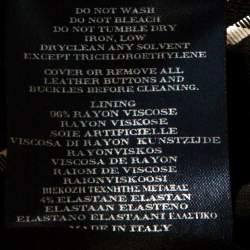 DO NOT WASH
DO NOT BLEACH
DO NOT TUMBLE DRY
IRON, LOW
DRYCLEAN ANY SOLVENT
EXCEPT TRICHLOROETHYLENE
COVER OR REMOVE ALL
LEATHER BUTTONS AND
BUCKLES BEFORE CLEANING.
LINING
96% RAYON VISCOSE
RAYON VISKOSE
SOIE ARTIFICIELLE
VISCOSA DI RAYON KUNSTZIJDE
RAYONVISKOS
VISCOSA DE RAYON
RAIOM DE VISCOSE
RAIONVISKOOSI
ΒΙΣΚΟΖΗ ΤΕΧΝΗΤΗΣ ΜΕΤΑΞΑΣ
4% ELASTANE ELASTAN
ELASTAAN ELASTENO
ELASTANO ELASTAANI ΕΛΑΣΤΙΚΟ
MADE IN ITALY